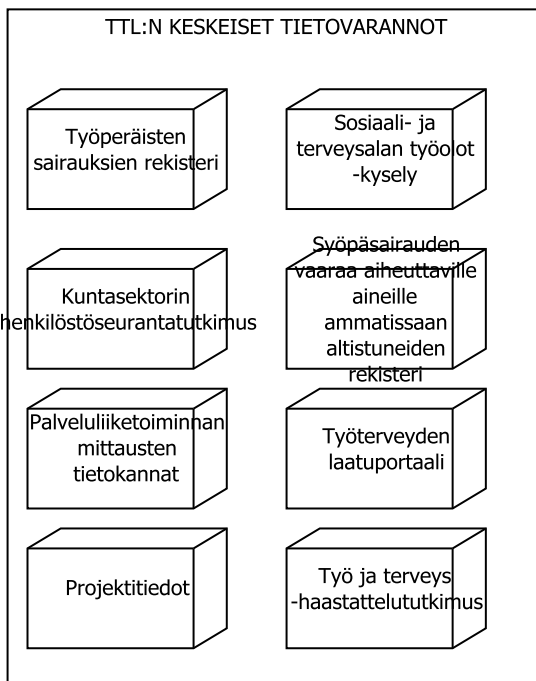 TTL:N KESKEISET TIETOVARANNOT
Työperäisten
sairauksien rekisteri
Sosiaali- ja
terveysalan työolot
-kysely
Kuntasektorin
henkilöstöseurantatutkimus
Syöpäsairauden
vaaraa aiheuttaville
aineille
ammatissaan
altistuneiden
rekisteri
Palveluliiketoiminnan
mittausten
tietokannat
Työterveyden
laatuportaali
Projektitiedot
Työ ja terveys
-haastattelututkimus